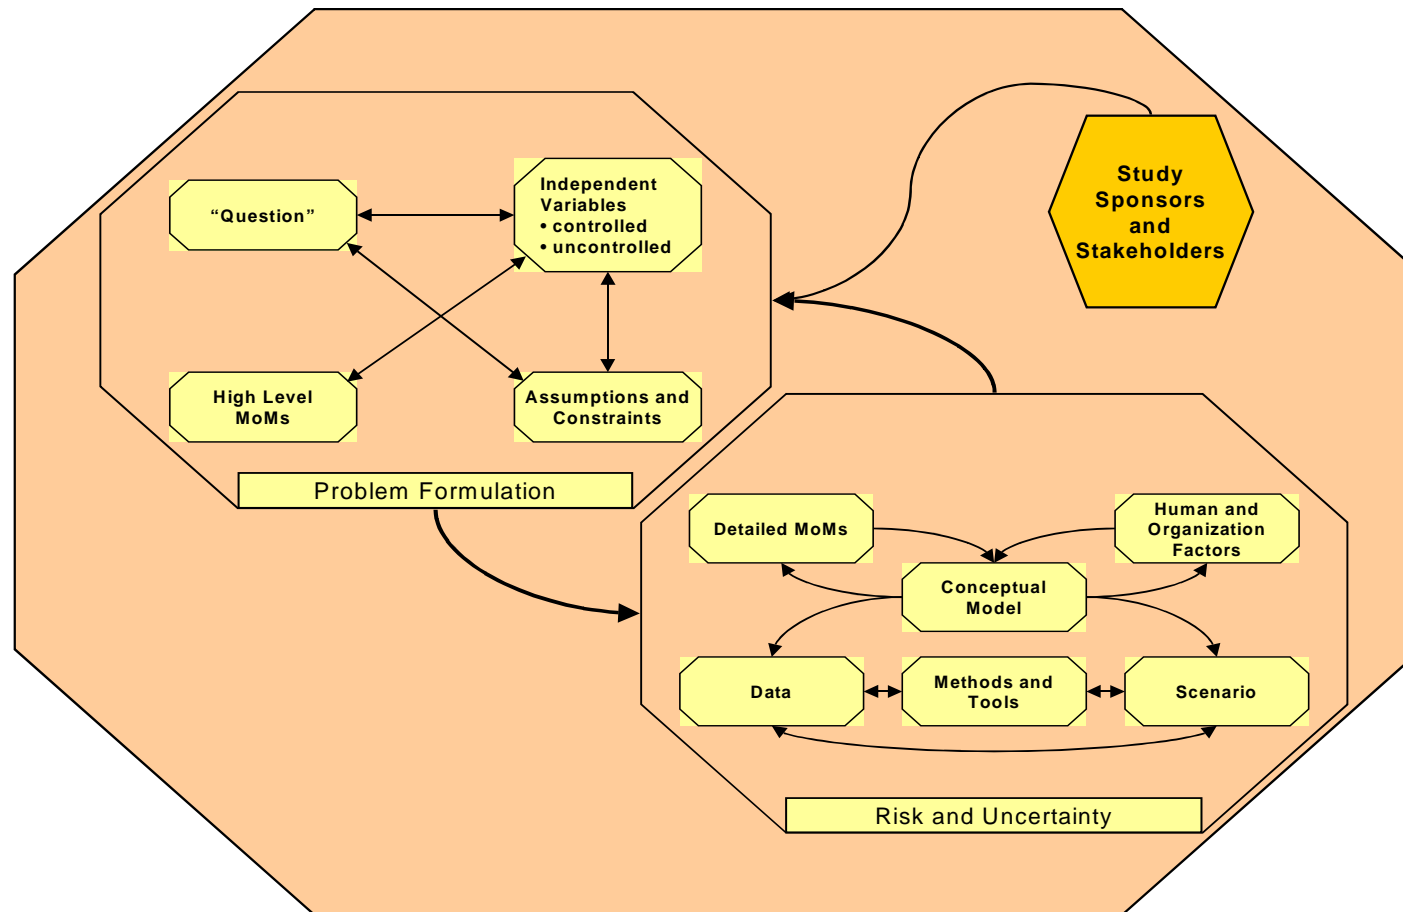 Study
Sponsors
and
Stakeholders
“Question”
Independent
Variables
• controlled
• uncontrolled
High Level
MoMs
Assumptions and
Constraints
Problem Formulation
Detailed MoMs
Human and
Organization
Factors
Conceptual
Model
Data
Methods and
Tools
Scenario
Risk and Uncertainty